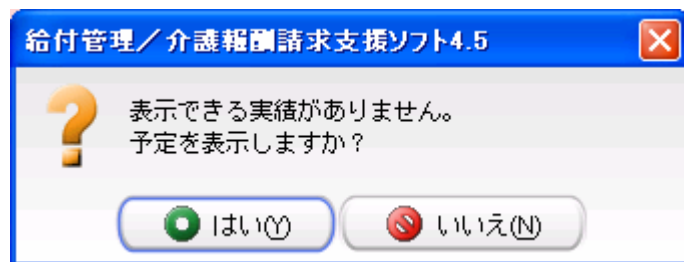 給付管理／介護報酬請求支援ソフト4.5
表示できる実績がありません。
予定を表示しますか？
はい(Y)
いいえ(N)